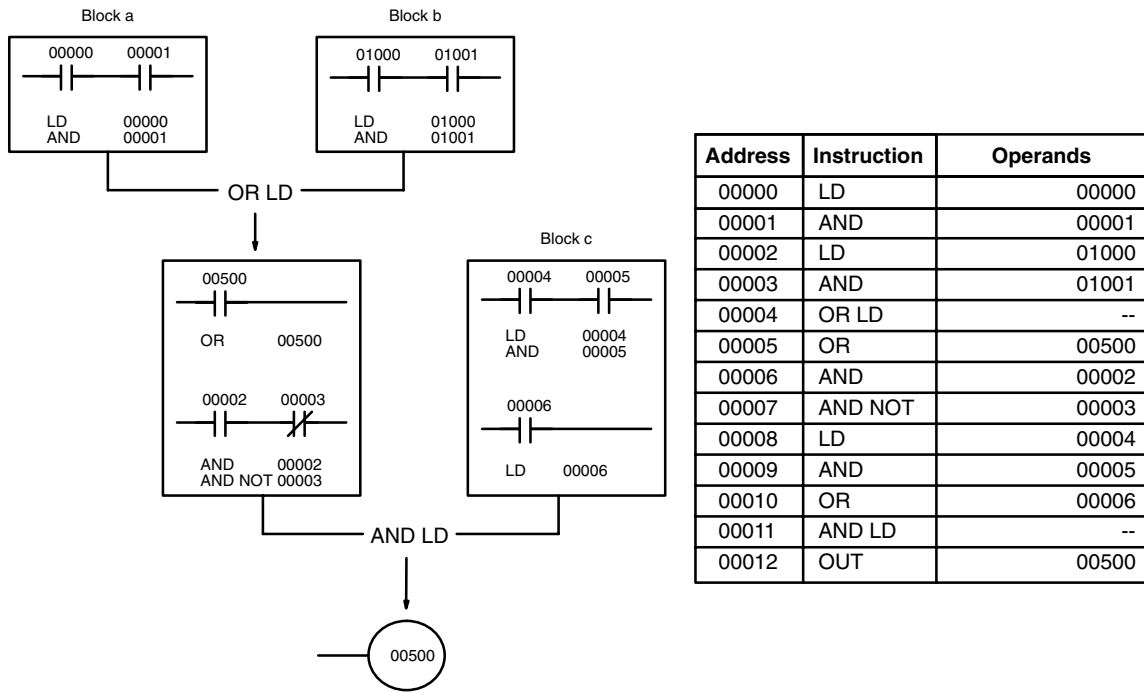 Block a
00000 00001
LD 00000
AND 00001
Block b
01000 01001
LD 01000
AND 01001
OR LD
00500
OR 00500
00002 00003
AND 00002
AND NOT 00003
Block c
00004 00005
LD 00004
AND 00005
00006
LD 00006
AND LD
00500
Address Instruction Operands
00000 LD 00000
00001 AND 00001
00002 LD 01000
00003 AND 01001
00004 OR LD --
00005 OR 00500
00006 AND 00002
00007 AND NOT 00003
00008 LD 00004
00009 AND 00005
00010 OR 00006
00011 AND LD --
00012 OUT 00500